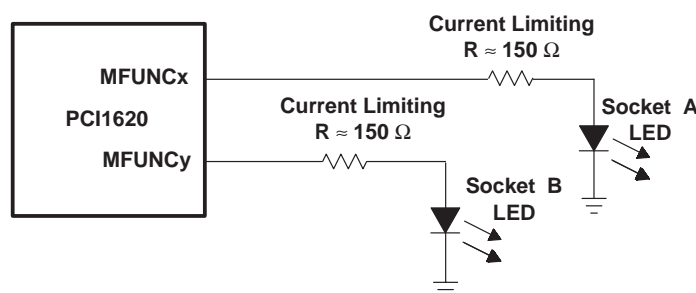 Current Limiting
R ≈ 150 Ω
MFUNCx
Current Limiting
R ≈ 150 Ω
Socket A
LED
PCI1620
MFUNCy
Socket B
LED